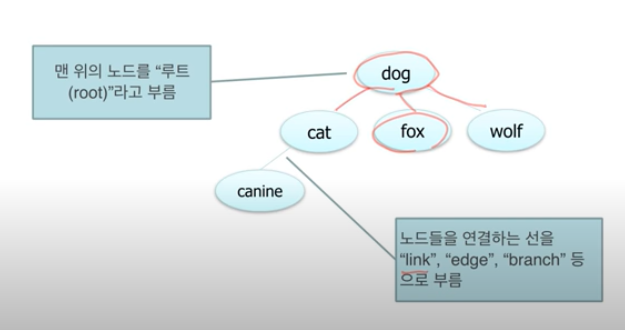 맨 위의 노드를 “루트
(root)”라고 부름
dog
cat
fox
wolf
canine
노드들을 연결하는 선을
“link”, “edge”, “branch” 등
으로 부름